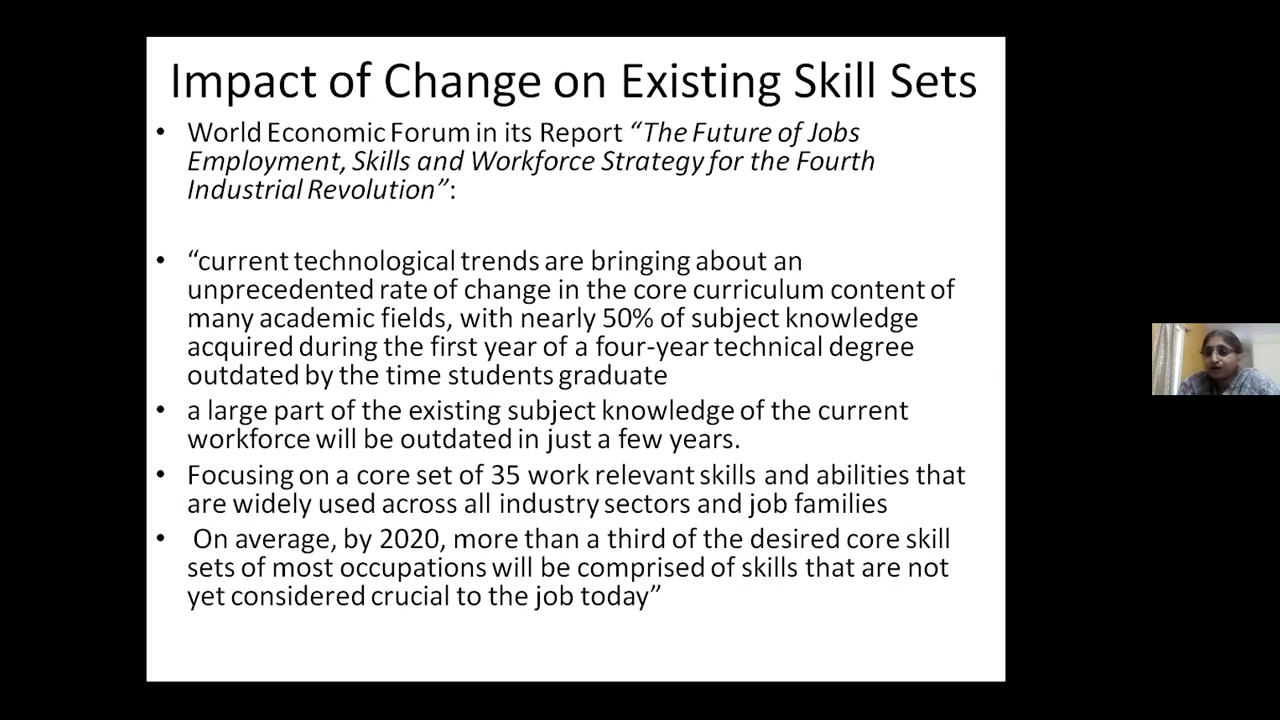 Impact of Change on Existing Skill Sets
• World Economic Forum in its Report “The Future of Jobs
Employment, Skills and Workforce Strategy for the Fourth
Industrial Revolution”:
• “current technological trends are bringing about an
unprecedented rate of change in the core curriculum content of
many academic fields, with nearly 50% of subject knowledge
acquired during the first year of a four-year technical degree
outdated by the time students graduate
• a large part of the existing subject knowledge of the current
workforce will be outdated in just a few years.
• Focusing on a core set of 35 work relevant skills and abilities that
are widely used across all industry sectors and job families
• On average, by 2020, more than a third of the desired core skill
sets of most occupations will be comprised of skills that are not
yet considered crucial to the job today”